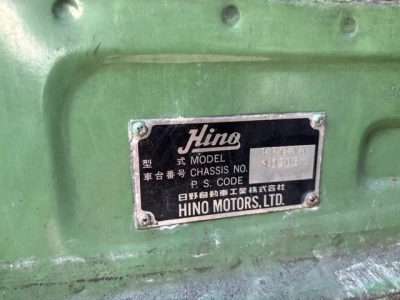 Hino
型 式 MODEL
車台番号 CHASSIS NO.
P. S. CODE
日野自動車工業株式会社
HINO MOTORS, LTD.